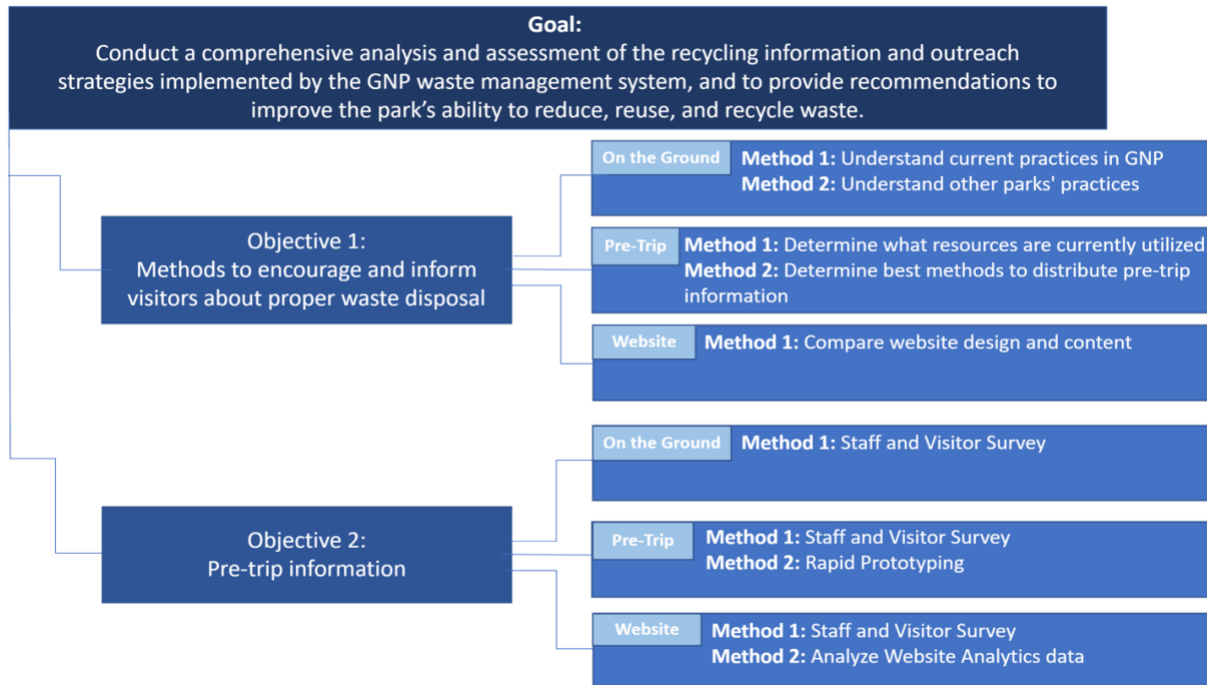 Goal:
Conduct a comprehensive analysis and assessment of the recycling information and outreach
strategies implemented by the GNP waste management system, and to provide recommendations to
improve the park’s ability to reduce, reuse, and recycle waste.
Objective 1:
Methods to encourage and inform
visitors about proper waste disposal
On the Ground
Method 1: Understand current practices in GNP
Method 2: Understand other parks' practices
Pre-Trip
Method 1: Determine what resources are currently utilized
Method 2: Determine best methods to distribute pre-trip
information
Website
Method 1: Compare website design and content
Objective 2:
Pre-trip information
On the Ground
Method 1: Staff and Visitor Survey
Pre-Trip
Method 1: Staff and Visitor Survey
Method 2: Rapid Prototyping
Website
Method 1: Staff and Visitor Survey
Method 2: Analyze Website Analytics data